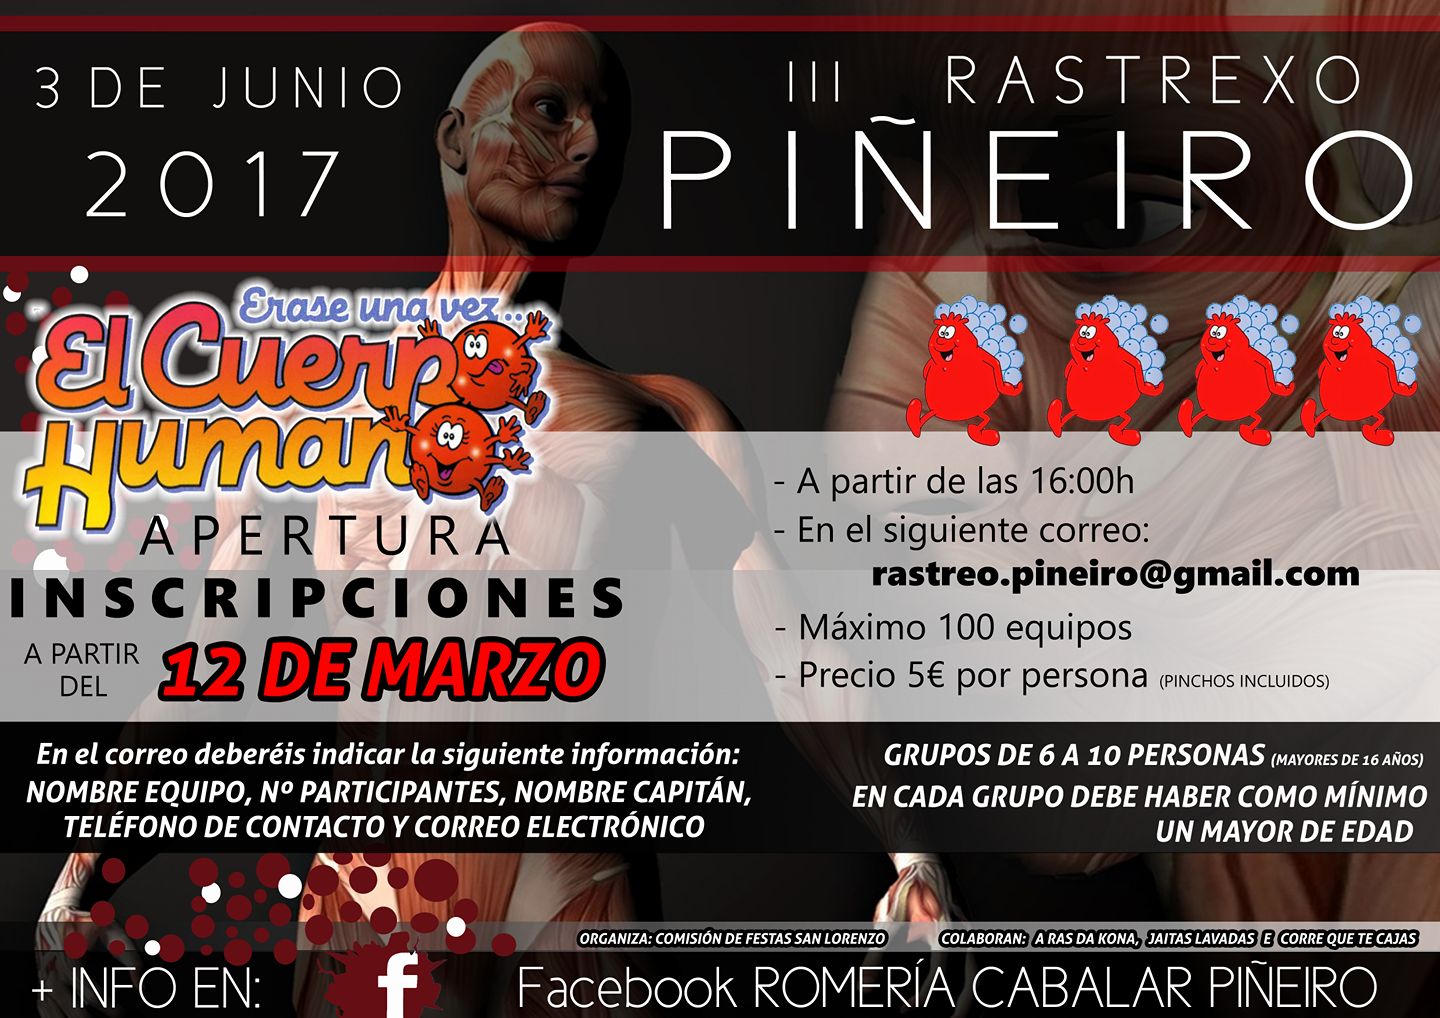 3 DE JUNIO
2017
III RASTREXO
PIÑEIRO
Erase una vez...
El Cuerpo
Humano
APERTURA
INSCRIPCIONES
A PARTIR
DEL
12 DE MARZO
- A partir de las 16:00h
- En el siguiente correo:
rastreo.pineiro@gmail.com
- Máximo 100 equipos
- Precio 5€ por persona (PINCHOS INCLUIDOS)
En el correo deberéis indicar la siguiente información:
NOMBRE EQUIPO, Nº PARTICIPANTES, NOMBRE CAPITÁN,
TELÉFONO DE CONTACTO Y CORREO ELECTRÓNICO
GRUPOS DE 6 A 10 PERSONAS (MAYORES DE 16 AÑOS)
EN CADA GRUPO DEBE HABER COMO MÍNIMO
UN MAYOR DE EDAD
ORGANIZA: COMISIÓN DE FESTAS SAN LORENZO
COLABORAN: A RAS DA KONA, JAITAS LAVADAS E CORRE QUE TE CAJAS
+ INFO EN:
f
Facebook ROMERÍA CABALAR PIÑEIRO